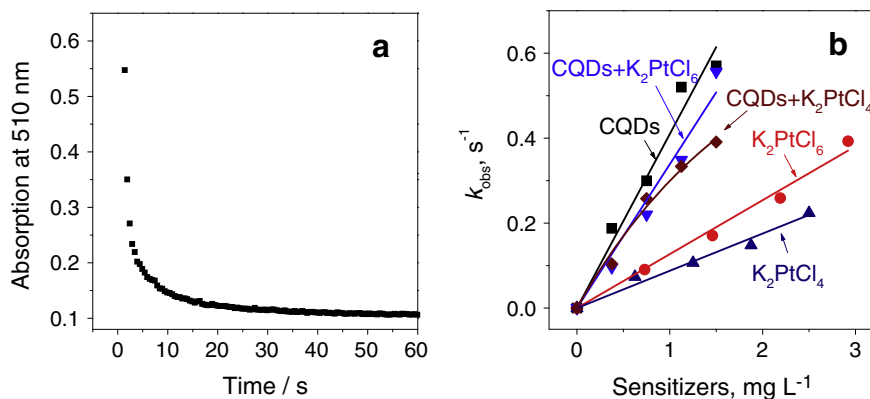 a
0.6
0.5
0.4
0.3
0.2
0.1
Absorption at 510 nm
0 10 20 30 40 50 60
Time / s
b
0.6
0.4
0.2
0.0
k_obs, s⁻¹
CQDs+K₂PtCl₆
CQDs+K₂PtCl₄
CQDs
K₂PtCl₆
K₂PtCl₄
0 1 2 3
Sensitizers, mg L⁻¹